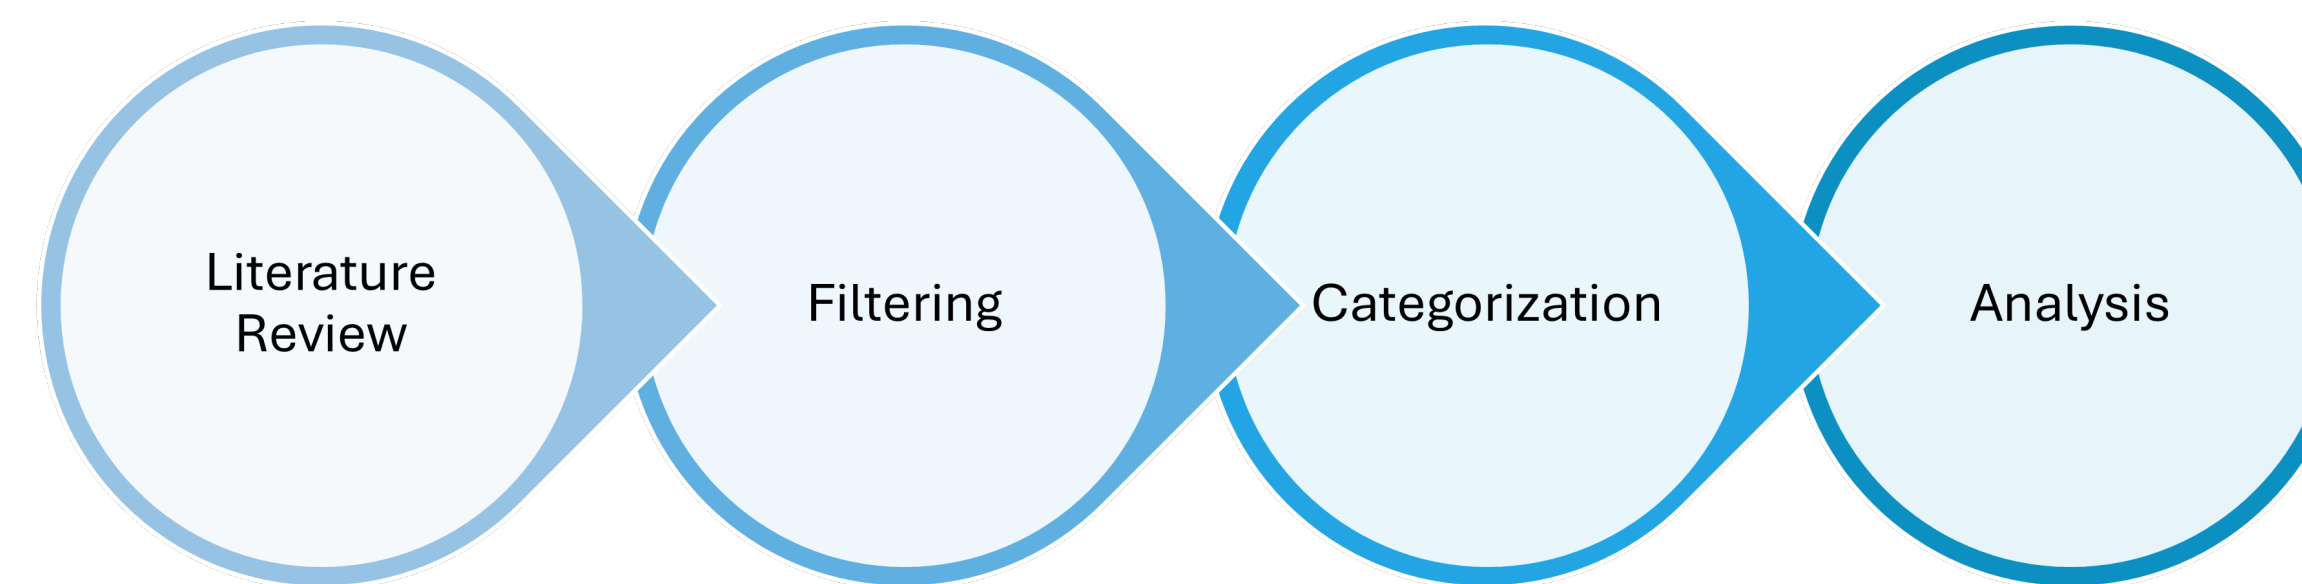 Literature
Review
Filtering
Categorization
Analysis